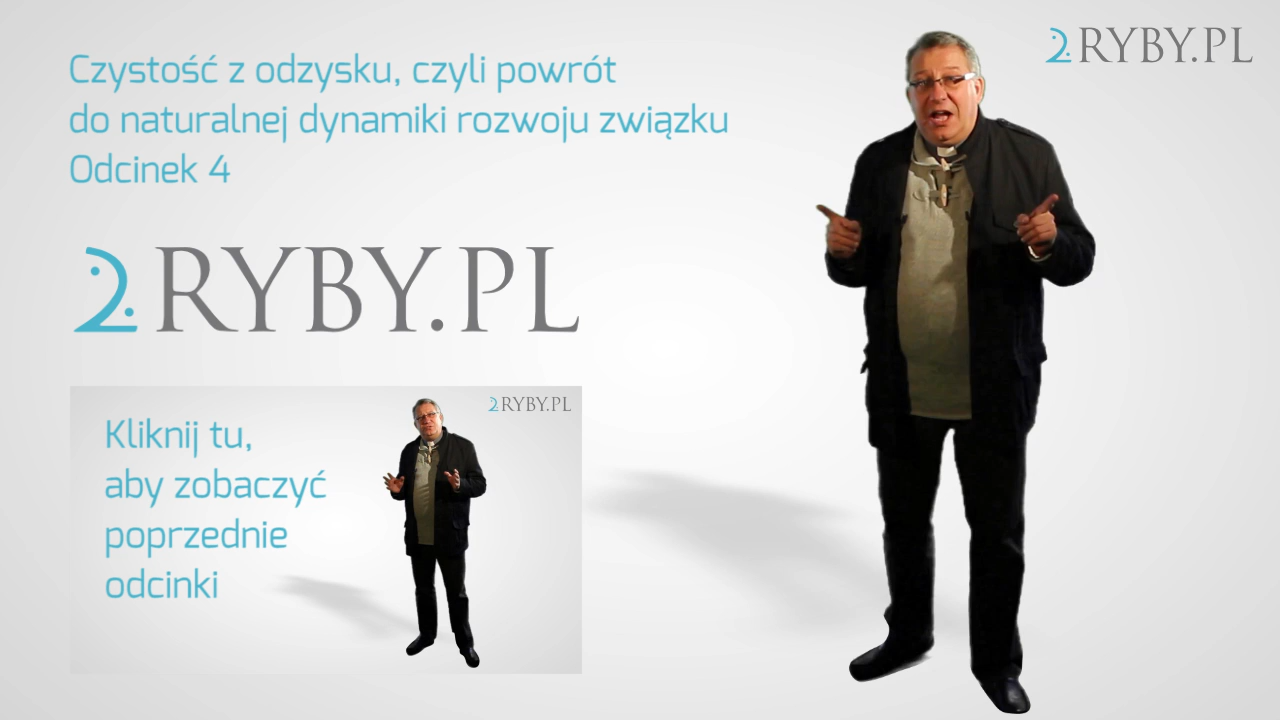 2RYBY.PL
Czystość z odzysku, czyli powrót
do naturalnej dynamiki rozwoju związku
Odcinek 4
2RYBY.PL
2RYBY.PL
Kliknij tu,
aby zobaczyć
poprzednie
odcinki